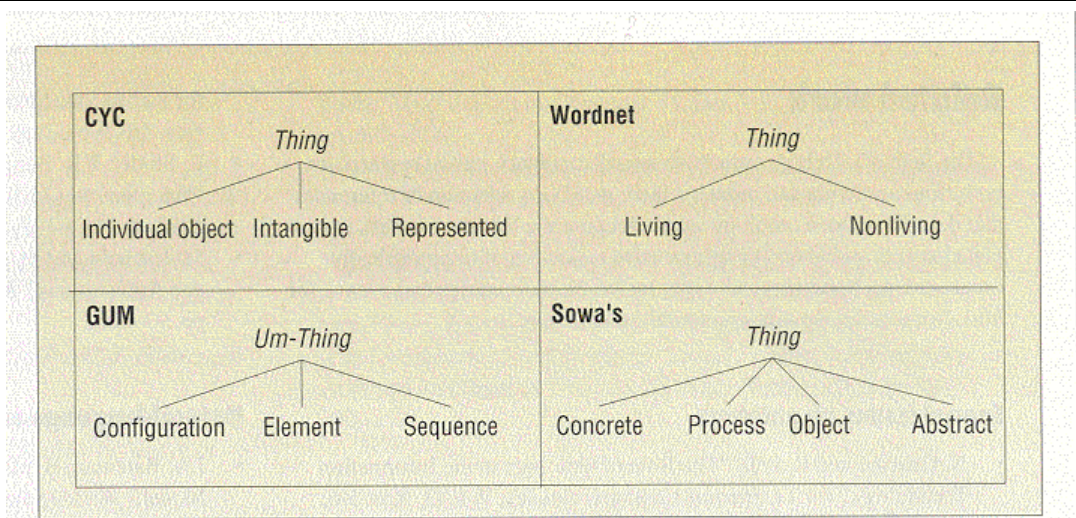 CYC
Thing
Individual object Intangible Represented
Wordnet
Thing
Living Nonliving
GUM
Um-Thing
Configuration Element Sequence
Sowa's
Thing
Concrete Process Object Abstract